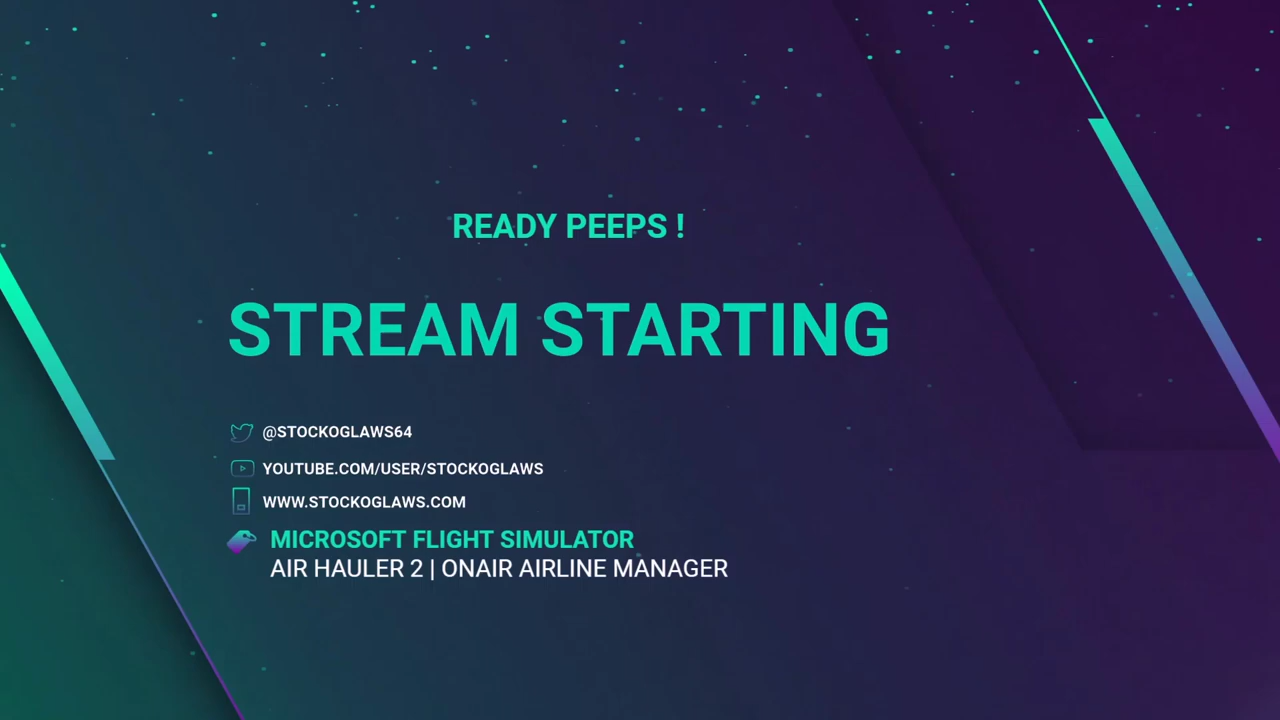 READY PEEPS !
STREAM STARTING
@STOCKOGLAWS64
YOUTUBE.COM/USER/STOCKOGLAWS
WWW.STOCKOGLAWS.COM
MICROSOFT FLIGHT SIMULATOR
AIR HAULER 2 | ONAIR AIRLINE MANAGER